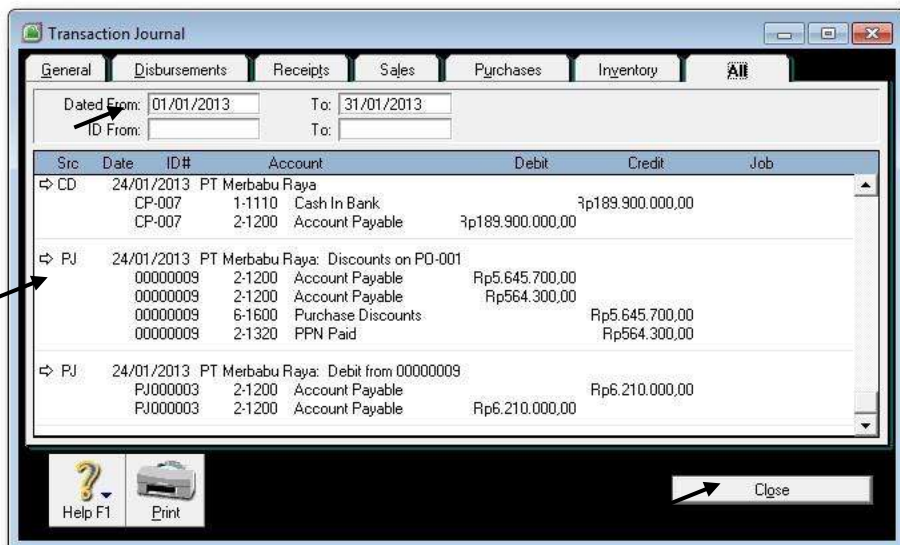 Transaction Journal
General Disbursements Receipts Sales Purchases Inventory All
Dated From: 01/01/2013 To: 31/01/2013
ID From: To:
Src Date ID# Account Debit Credit Job
CD 24/01/2013 PT Merbabu Raya
CP-007 1-1110 Cash In Bank Rp189.900.000,00
CP-007 2-1200 Account Payable Rp189.900.000,00
PJ 24/01/2013 PT Merbabu Raya: Discounts on PO-001
00000009 2-1200 Account Payable Rp5.645.700,00
00000009 2-1200 Account Payable Rp564.300,00
00000009 6-1600 Purchase Discounts Rp5.645.700,00
00000009 2-1320 PPN Paid Rp564.300,00
PJ 24/01/2013 PT Merbabu Raya: Debit from 00000009
PJ000003 2-1200 Account Payable Rp6.210.000,00
PJ000003 2-1200 Account Payable Rp6.210.000,00
Help F1 Print Close